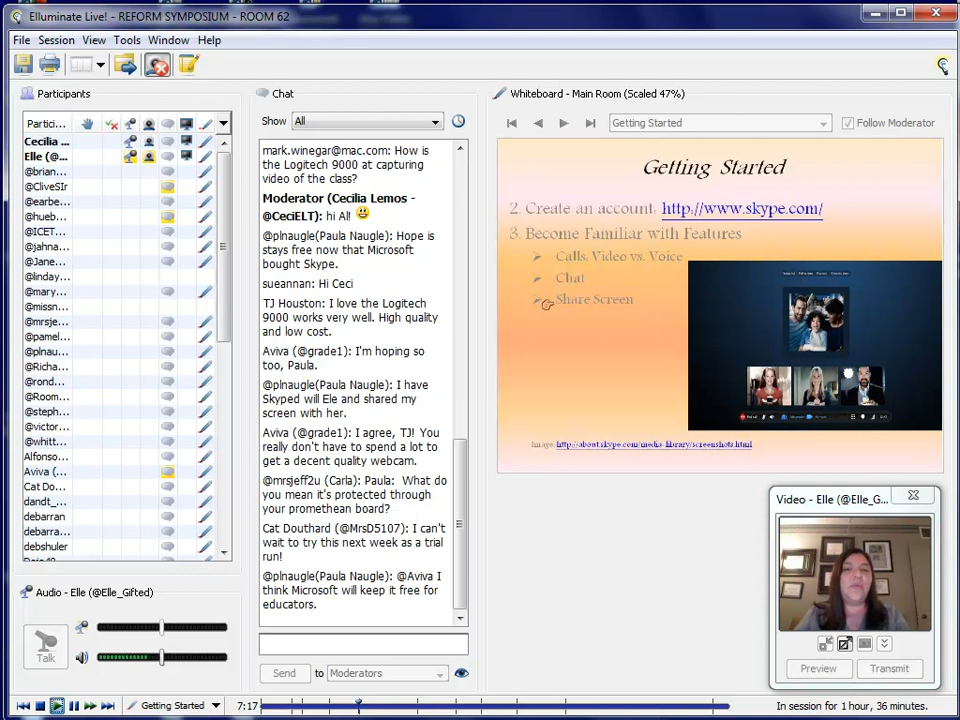 Elluminate Live! - REFORM SYMPOSIUM - ROOM 62
File Session View Tools Window Help
Participants
Partici...
Cecilia ...
Elle (@...
@brian...
@CliveSIr
@earbe...
@hueb...
@ICET...
@jahna...
@Jane...
@linday...
@mary...
@missn...
@mrsje...
@pamel...
@plnau...
@Richa...
@rond...
@Room...
@steph...
@victor...
@whitt...
Alfonso...
Aviva (...
Cat Do...
dandt_...
debarran
debarra...
debshuler
Audio - Elle (@Elle_Gifted)
Talk
Chat
Show All
mark.winegar@mac.com: How is
the Logitech 9000 at capturing
video of the class?
Moderator (Cecilia Lemos -
@CeciELT): hi Al!
@plnaugle(Paula Naugle): Hope is
stays free now that Microsoft
bought Skype.
sueannan: Hi Ceci
TJ Houston: I love the Logitech
9000 works very well. High quality
and low cost.
Aviva (@grade1): I'm hoping so
too, Paula.
@plnaugle(Paula Naugle): I have
Skyped will Ele and shared my
screen with her.
Aviva (@grade1): I agree, TJ! You
really don't have to spend a lot to
get a decent quality webcam.
@mrsjeff2u (Carla): Paula: What do
you mean it's protected through
your promethean board?
Cat Douthard (@MrsD5107): I can't
wait to try this next week as a trial
run!
@plnaugle(Paula Naugle): @Aviva I
think Microsoft will keep it free for
educators.
Send to Moderators
Whiteboard - Main Room (Scaled 47%)
Getting Started
Follow Moderator
Getting Started
2. Create an account. http://www.skype.com/
3. Become Familiar with Features
Calls, Video vs. Voice
Chat
Share Screen
Image: http://about.skype.com/media-library/screenshots.html
Video - Elle (@Elle_G...
Preview Transmit
Getting Started 7:17
In session for 1 hour, 36 minutes.